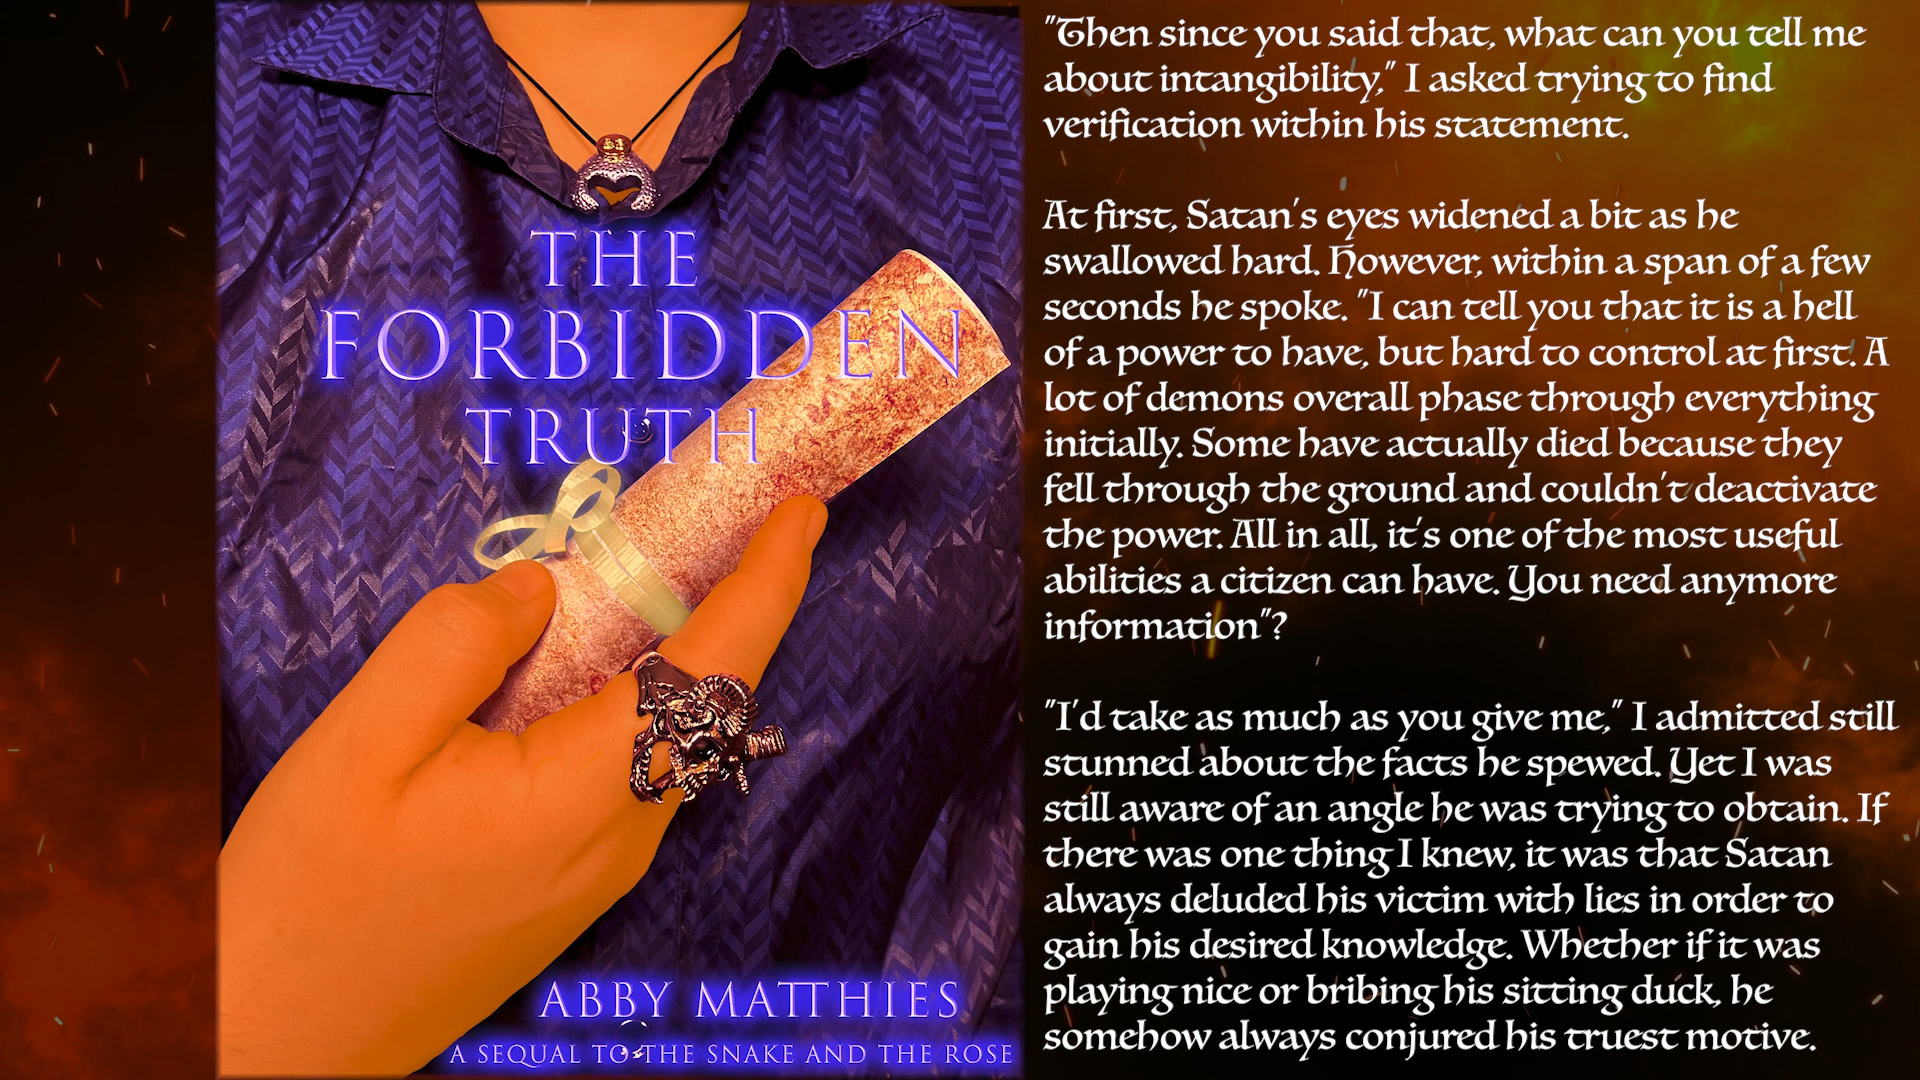 THE
FORBIDDEN
TRUTH
ABBY MATTHIES
A SEQUAL TO THE SNAKE AND THE ROSE
"Then since you said that, what can you tell me
about intangibility," I asked trying to find
verification within his statement.
At first, Satan's eyes widened a bit as he
swallowed hard. However, within a span of a few
seconds he spoke. "I can tell you that it is a hell
of a power to have, but hard to control at first. A
lot of demons overall phase through everything
initially. Some have actually died because they
fell through the ground and couldn't deactivate
the power. All in all, it's one of the most useful
abilities a citizen can have. You need anymore
information"?
"I'd take as much as you give me," I admitted still
stunned about the facts he spewed. Yet I was
still aware of an angle he was trying to obtain. If
there was one thing I knew, it was that Satan
always deluded his victim with lies in order to
gain his desired knowledge. Whether if it was
playing nice or bribing his sitting duck, he
somehow always conjured his truest motive.